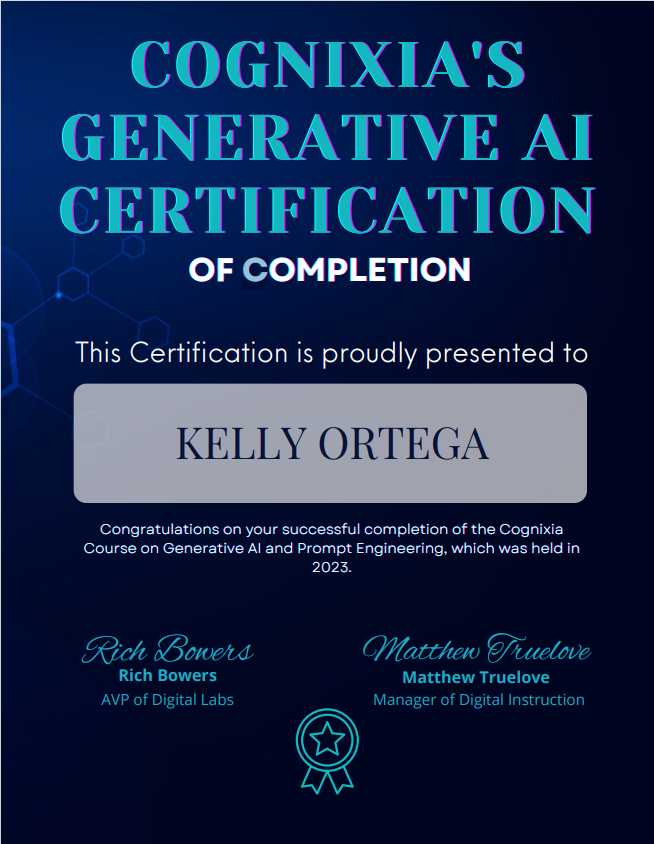 COGNIXIA'S
GENERATIVE AI
CERTIFICATION
OF COMPLETION
This Certification is proudly presented to
KELLY ORTEGA
Congratulations on your successful completion of the Cognixia
Course on Generative AI and Prompt Engineering, which was held in
2023.
Rich Bowers
Rich Bowers
AVP of Digital Labs
Matthew Truelove
Matthew Truelove
Manager of Digital Instruction